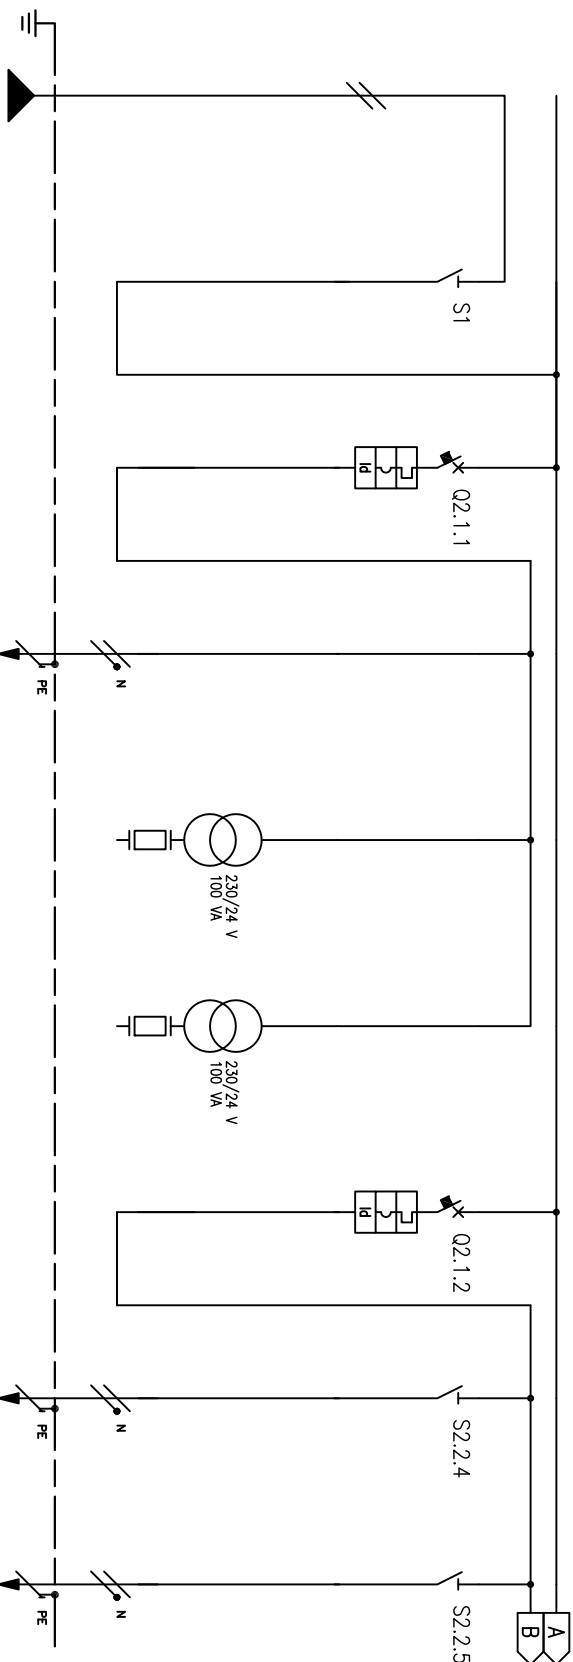 S1
Q2.1.1
Id
N
PE
230/24 V
100 VA
230/24 V
100 VA
Q2.1.2
Id
S2.2.4
N
PE
S2.2.5
N
PE
A
B